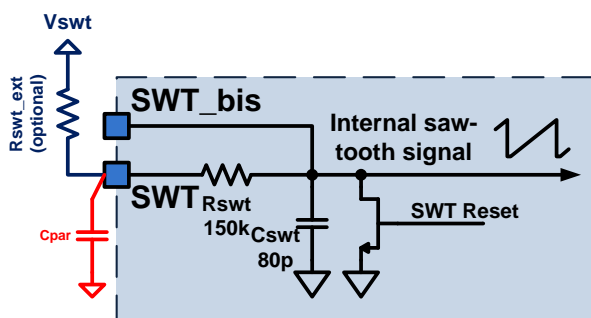 Vswt
Rswt_ext
(optional)
SWT_bis
Internal saw-
tooth signal
SWT
Rswt
150k
Cswt
80p
SWT Reset
Cpar